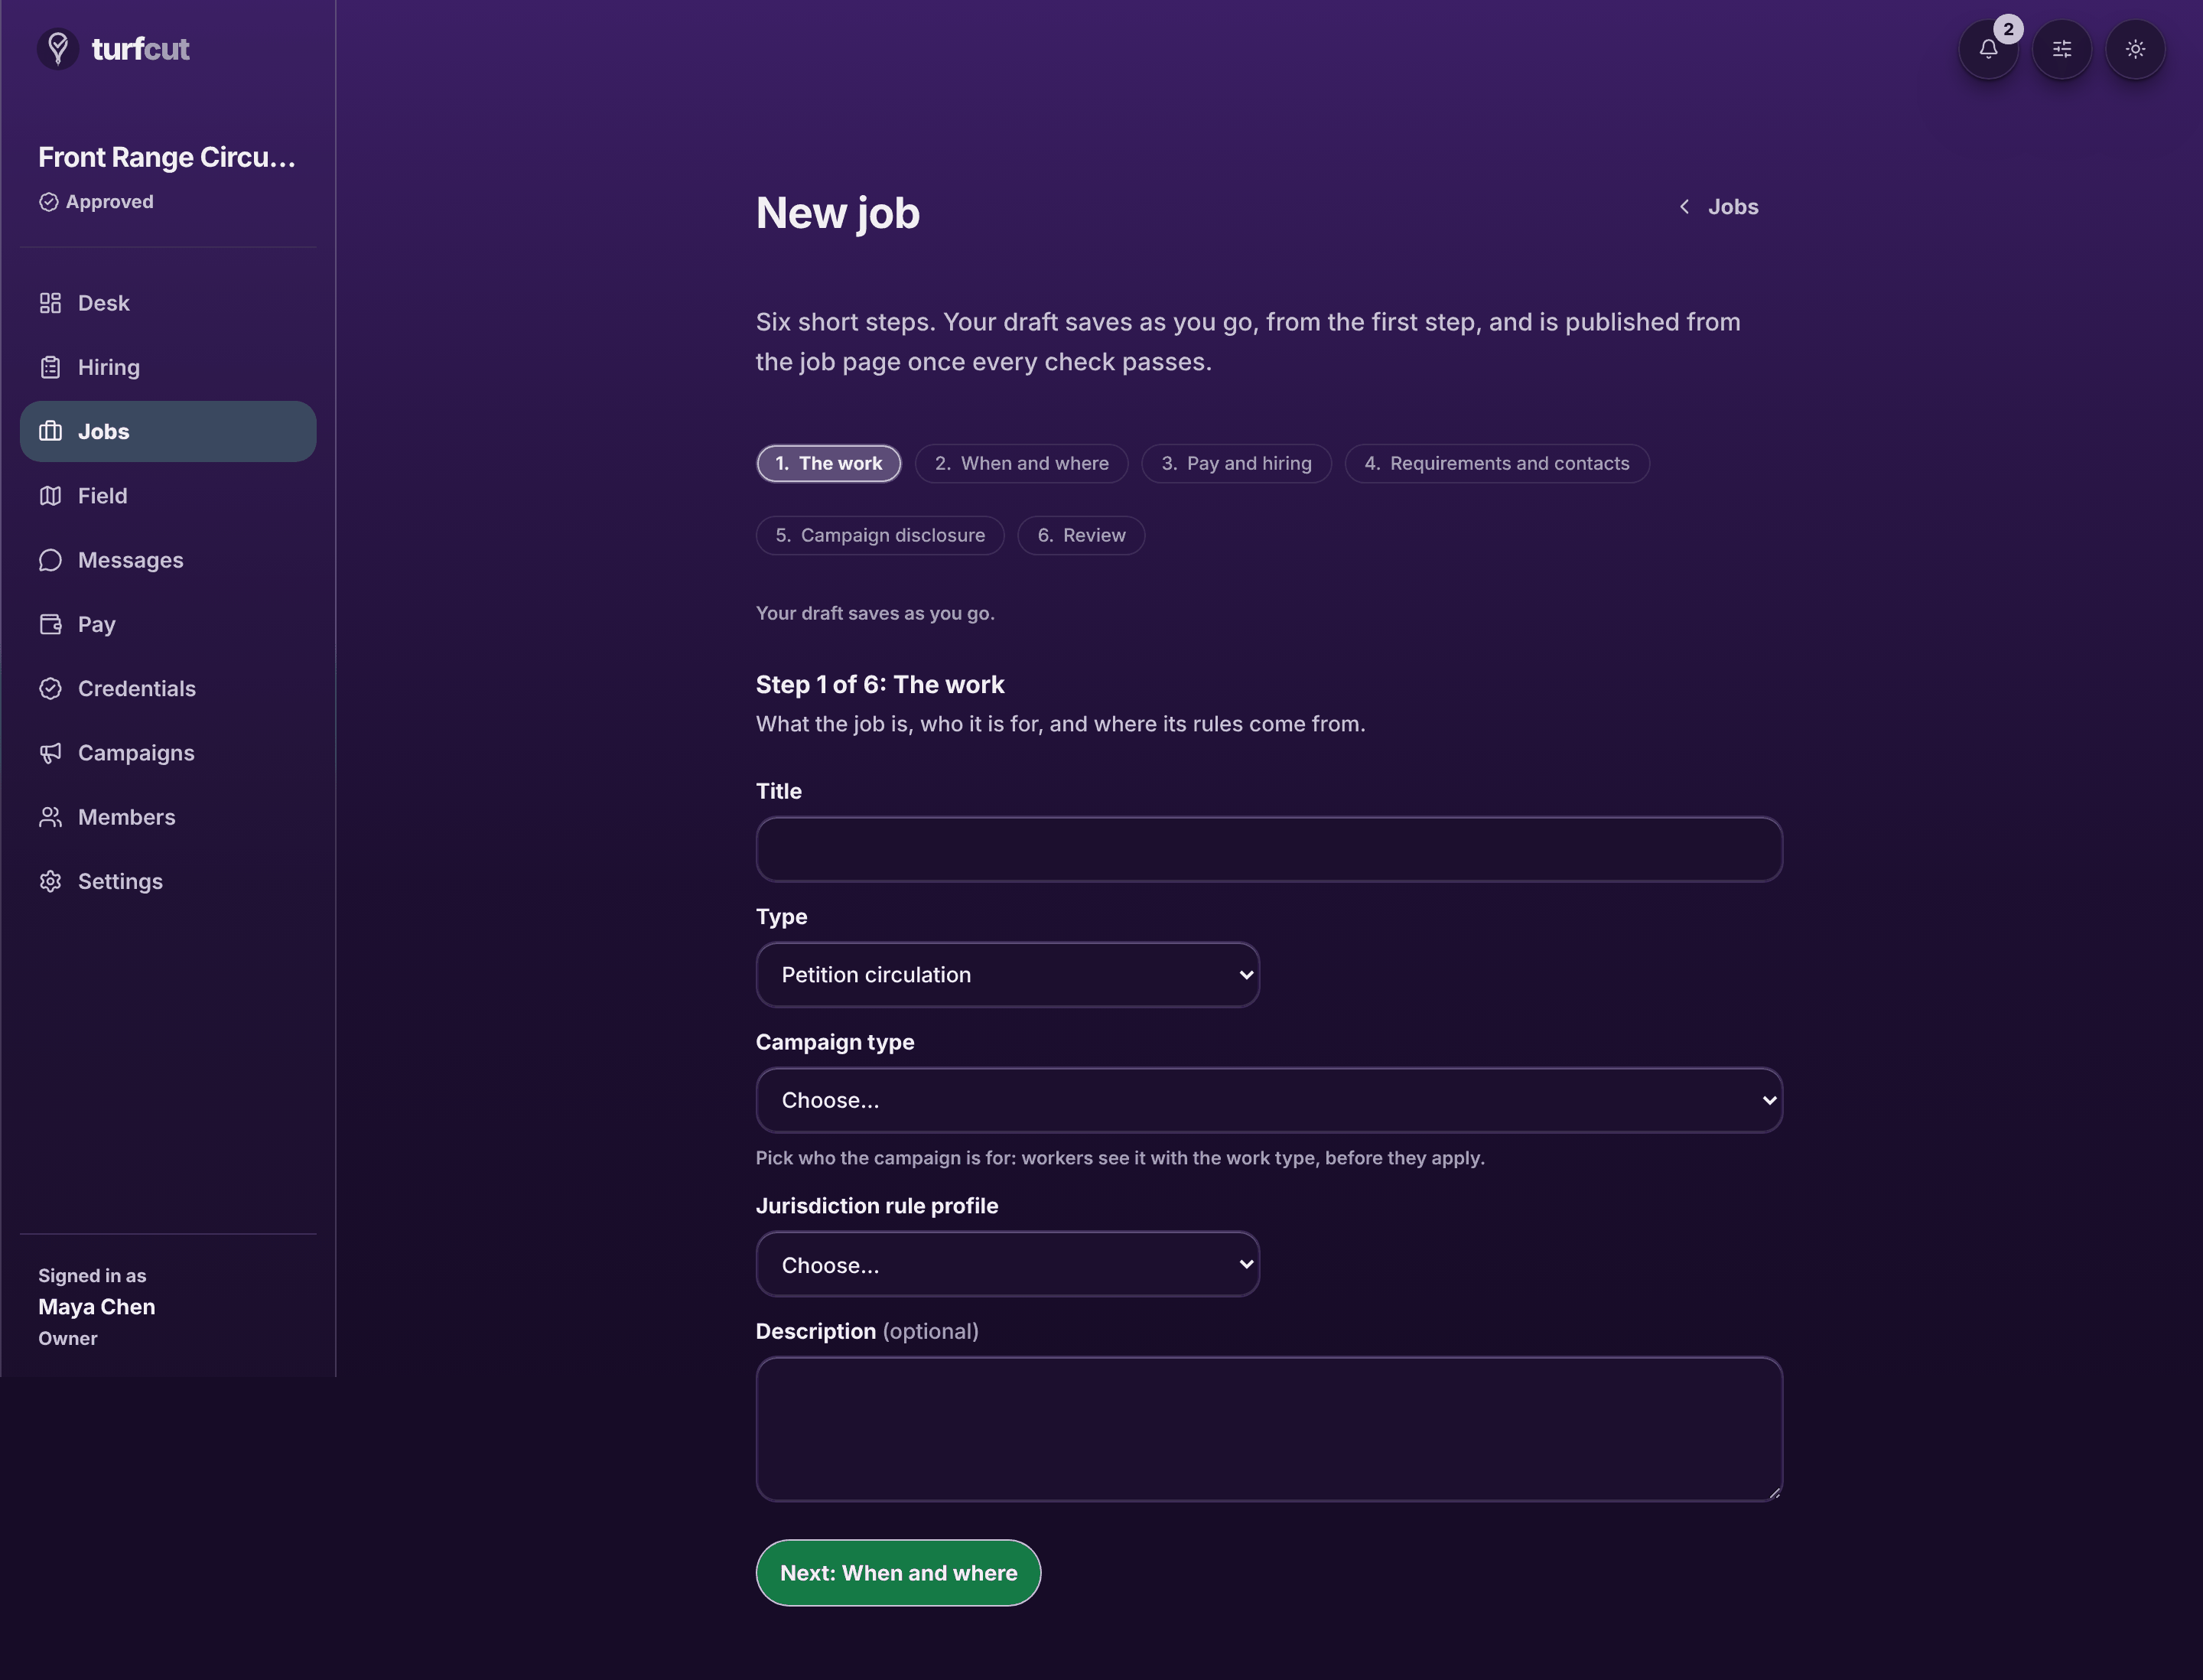 turfcut
2
Front Range Circu...
Approved
Desk
Hiring
Jobs
Field
Messages
Pay
Credentials
Campaigns
Members
Settings
Signed in as
Maya Chen
Owner
New job
Jobs
Six short steps. Your draft saves as you go, from the first step, and is published from
the job page once every check passes.
1. The work
2. When and where
3. Pay and hiring
4. Requirements and contacts
5. Campaign disclosure
6. Review
Your draft saves as you go.
Step 1 of 6: The work
What the job is, who it is for, and where its rules come from.
Title
Type
Petition circulation
Campaign type
Choose...
Pick who the campaign is for: workers see it with the work type, before they apply.
Jurisdiction rule profile
Choose...
Description (optional)
Next: When and where